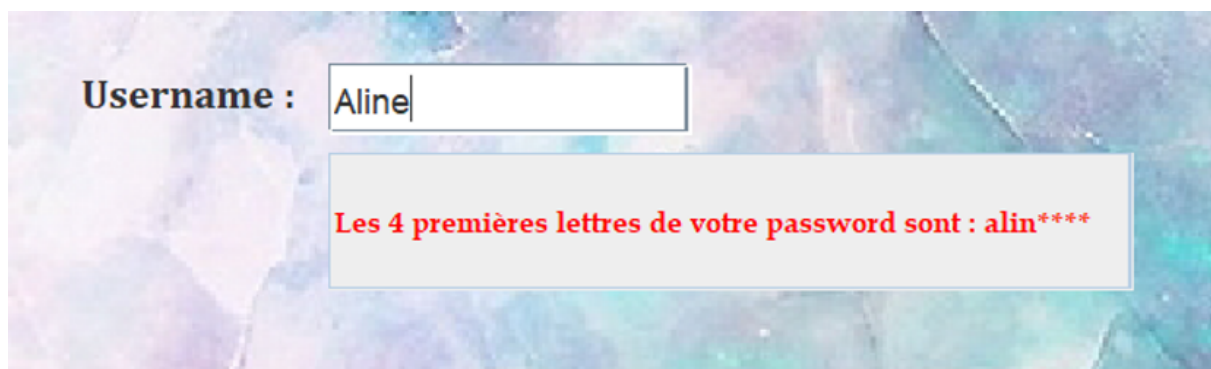 Username : Aline
Les 4 premières lettres de votre password sont : alin****